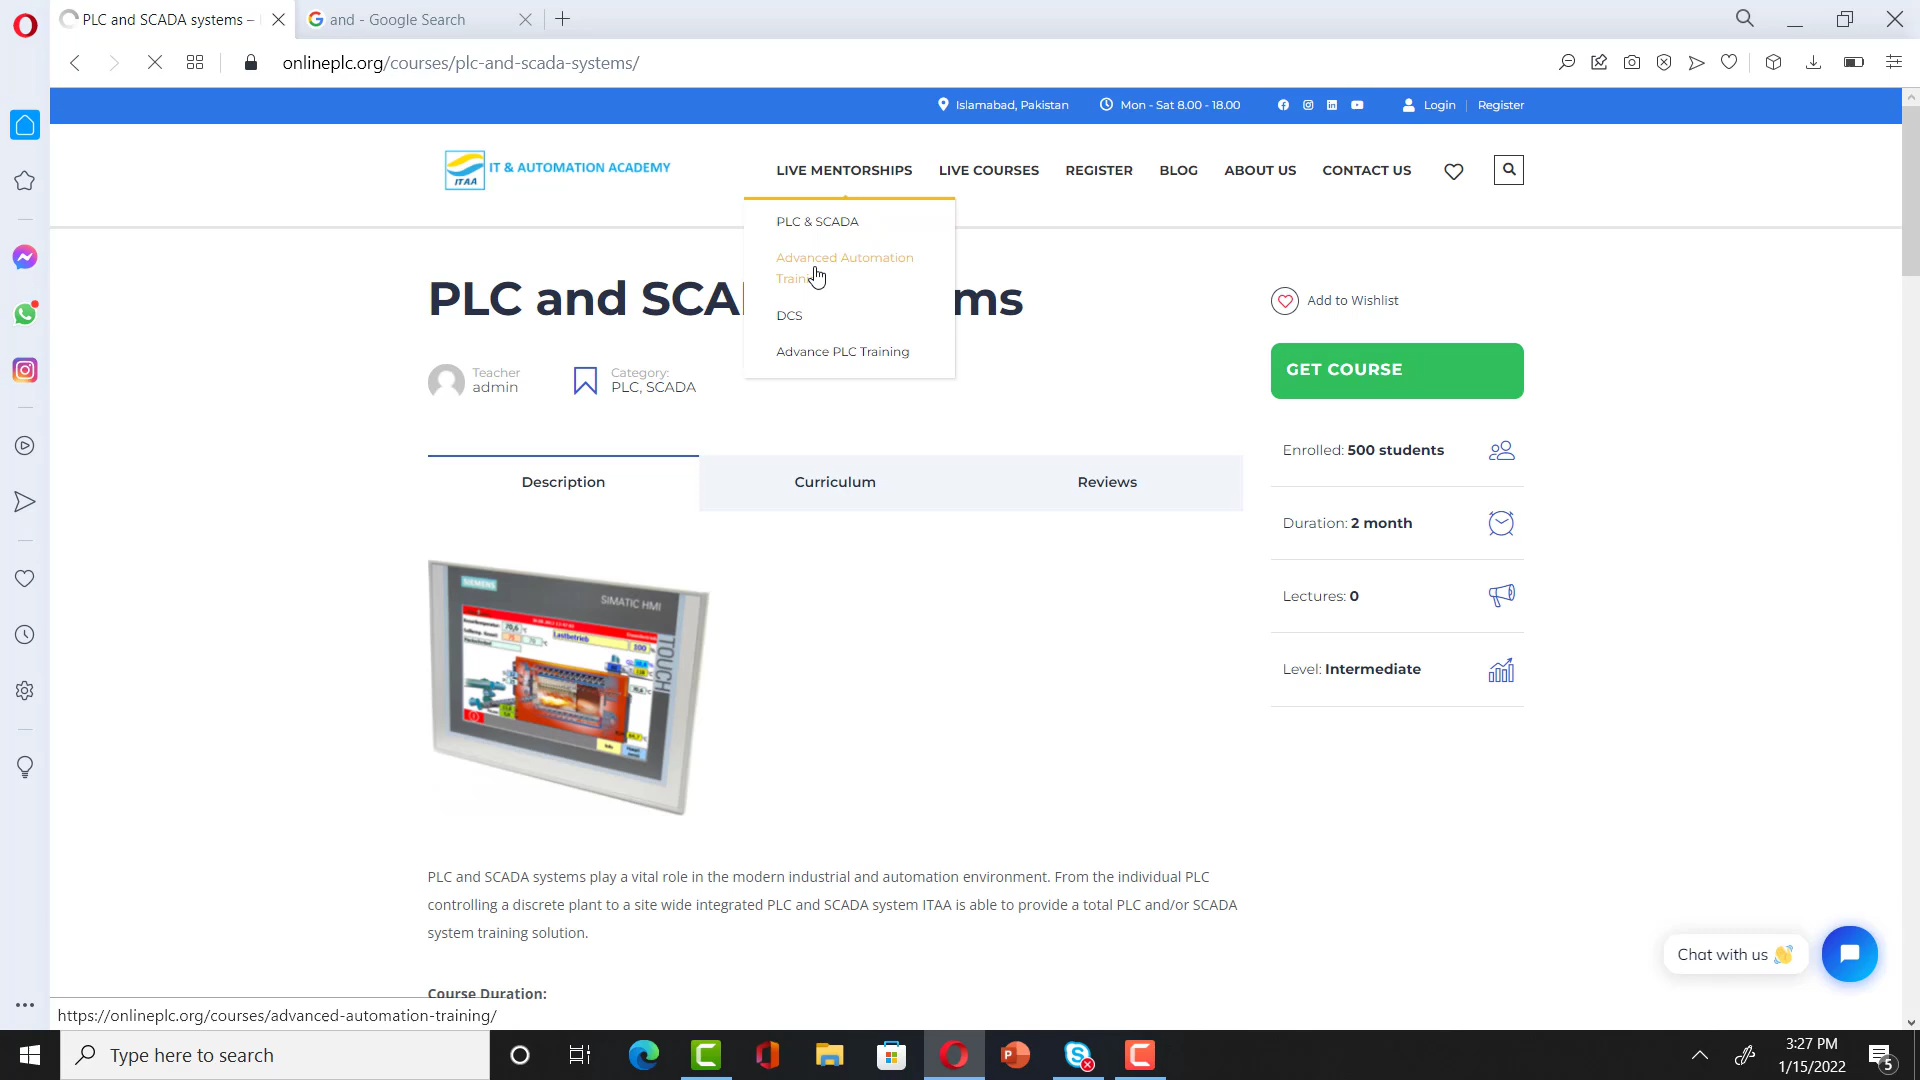 PLC and SCADA systems –
and - Google Search
onlineplc.org/courses/plc-and-scada-systems/
Islamabad, Pakistan
Mon - Sat 8.00 - 18.00
Login
Register
ITAA
IT & AUTOMATION ACADEMY
LIVE MENTORSHIPS
LIVE COURSES
REGISTER
BLOG
ABOUT US
CONTACT US
PLC & SCADA
Advanced Automation
DCS
Advance PLC Training
PLC and
Add to Wishlist
GET COURSE
Teacher
admin
Category:
PLC, SCADA
Enrolled: 500 students
Duration: 2 month
Lectures: 0
Level: Intermediate
Description
Curriculum
Reviews
SIEMENS
SIMATIC HMI
TOUCH
Lastbetrieb
PLC and SCADA systems play a vital role in the modern industrial and automation environment. From the individual PLC
controlling a discrete plant to a site wide integrated PLC and SCADA system ITAA is able to provide a total PLC and/or SCADA
system training solution.
Course Duration:
Chat with us 👋
https://onlineplc.org/courses/advanced-automation-training/
Type here to search
3:27 PM
1/15/2022
5